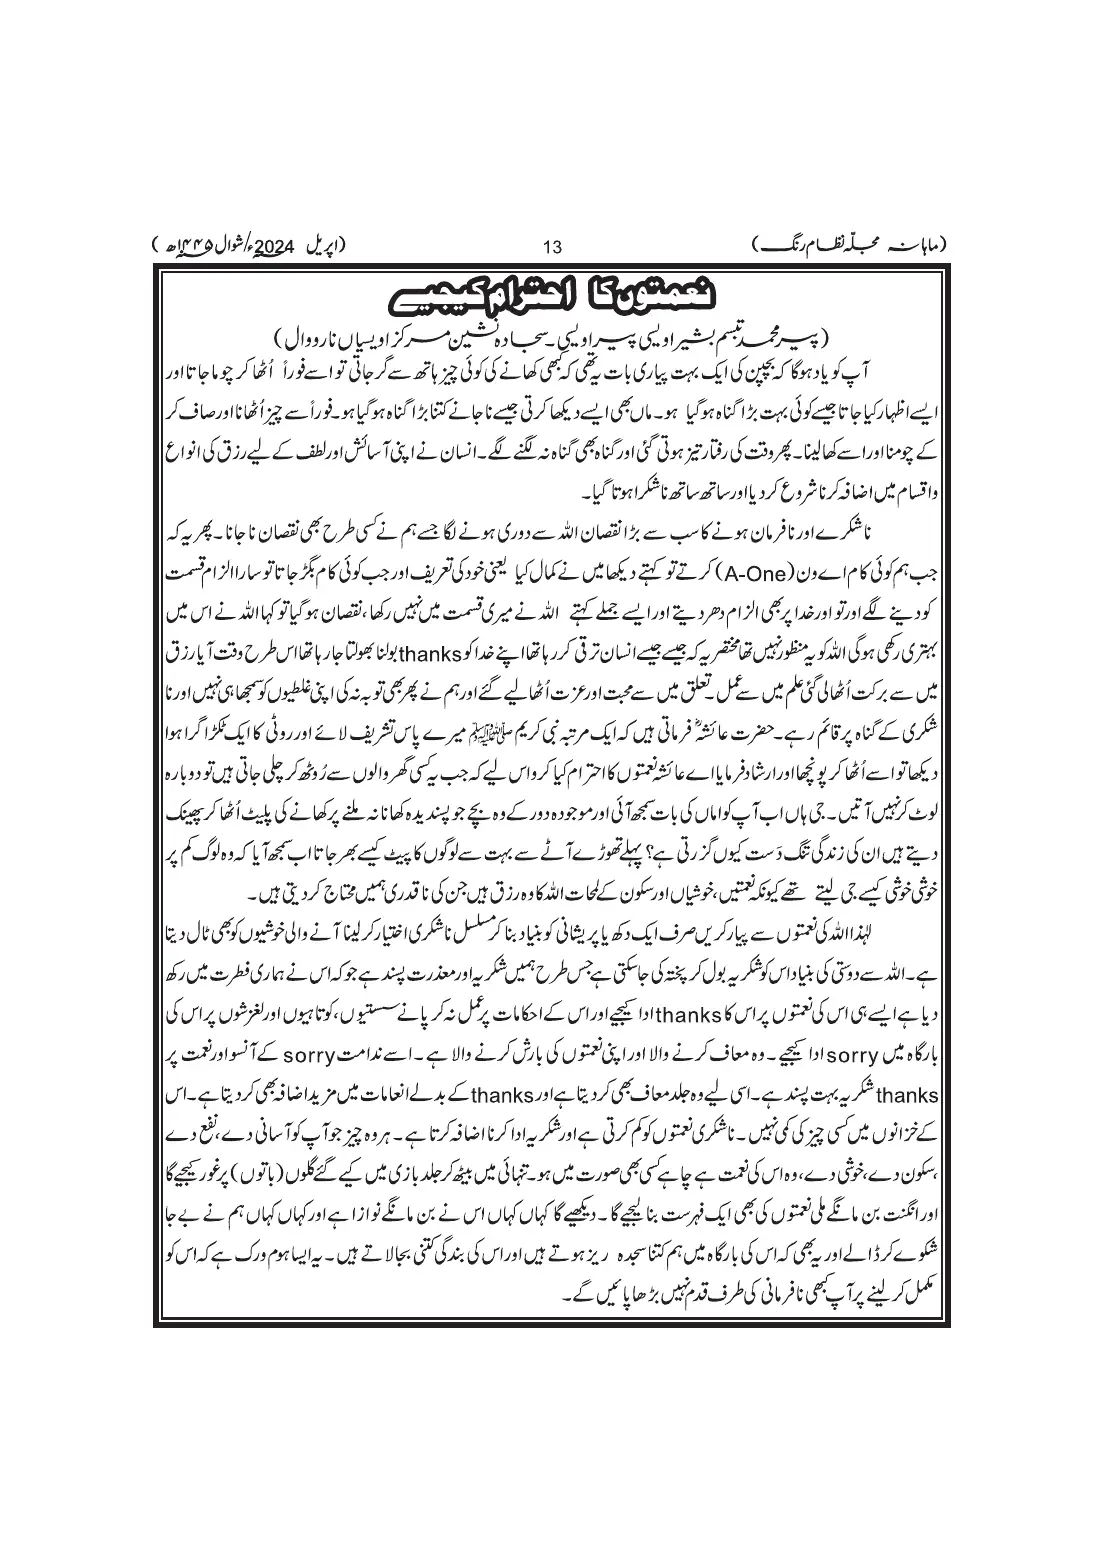 (ماہانہ مجلّہ نظام رنگ)
13
(اپریل 2024ء/شوال ۱۴۴۵ھ)
نعمتوں کا احترام کیجیے
(پیر محمد تبسم بشیر اویسی پیر اویسی۔ سجادہ نشین مرکز اویسیاں نارووال)
آپ کو یاد ہوگا کہ بچپن کی ایک بہت پیاری بات یہ تھی کہ کبھی کھانے کی کوئی چیز ہاتھ سے گر جاتی تو اسے فوراً اُٹھا کر چوما جاتا اور
ایسے اظہار کیا جاتا جیسے کوئی بہت بڑا گناہ ہو گیا ہو۔ ماں بھی ایسے دیکھا کرتی جیسے نا جانے کتنا بڑا گناہ ہو گیا ہو۔ فوراً سے چیز اُٹھانا اور صاف کر
کے چومنا اور اسے کھا لینا۔ پھر وقت کی رفتار تیز ہوتی گئی اور گناہ بھی گناہ نہ لگنے لگے۔ انسان نے اپنی آسائش اور لطف کے لیے رزق کی انواع
و اقسام میں اضافہ کرنا شروع کر دیا اور ساتھ ساتھ ناشکرا ہوتا گیا۔
ناشکرے اور نافرمان ہونے کا سب سے بڑا نقصان اللہ سے دوری ہونے لگا جسے ہم نے کسی طرح بھی نقصان نا جانا۔ پھر یہ کہ
جب ہم کوئی کام اے ون (A-One) کرتے تو کہتے دیکھا میں نے کمال کیا یعنی خود کی تعریف اور جب کوئی کام بگڑ جاتا تو سارا الزام قسمت
کو دینے لگے اور تو اور خدا پر بھی الزام دھر دیتے اور ایسے جملے کہتے اللہ نے میری قسمت میں نہیں رکھا، نقصان ہو گیا تو کہا اللہ نے اس میں
بہتری رکھی ہوگی اللہ کو یہ منظور نہیں تھا مختصر یہ کہ جیسے جیسے انسان ترقی کر رہا تھا اپنے خدا کو thanks بولنا بھولتا جا رہا تھا اس طرح وقت آیا رزق
میں سے برکت اُٹھا لی گئی علم میں سے عمل۔ تعلق میں سے محبت اور عزت اُٹھا لیے گئے اور ہم نے پھر بھی توبہ نہ کی اپنی غلطیوں کو سمجھا ہی نہیں اور نا
شکری کے گناہ پر قائم رہے۔ حضرت عائشہؓ فرماتی ہیں کہ ایک مرتبہ نبی کریم ﷺ میرے پاس تشریف لائے اور روٹی کا ایک ٹکڑا گرا ہوا
دیکھا تو اسے اُٹھا کر پونچھا اور ارشاد فرمایا اے عائشہ نعمتوں کا احترام کیا کرو اس لیے کہ جب یہ کسی گھر والوں سے رُوٹھ کر چلی جاتی ہیں تو دوبارہ
لوٹ کر نہیں آتیں۔ جی ہاں اب آپ کو اماں کی بات سمجھ آئی اور موجودہ دور کے وہ بچے جو پسندیدہ کھانا نہ ملنے پر کھانے کی پلیٹ اُٹھا کر پھینک
دیتے ہیں ان کی زندگی تنگ دَست کیوں گزرتی ہے؟ پہلے تھوڑے آٹے سے بہت سے لوگوں کا پیٹ کیسے بھر جاتا اب سمجھ آیا کہ وہ لوگ کم پر
خوشی خوشی کیسے جی لیتے تھے کیونکہ نعمتیں، خوشیاں اور سکون کے لمحات اللہ کا وہ رزق ہیں جن کی ناقدری ہمیں محتاج کر دیتی ہیں۔
لہٰذا اللہ کی نعمتوں سے پیار کریں صرف ایک دکھ یا پریشانی کو بنیاد بنا کر مسلسل ناشکری اختیار کر لینا آنے والی خوشیوں کو بھی ٹال دیتا
ہے۔ اللہ سے دوستی کی بنیاد اس کو شکریہ بول کر پختہ کی جا سکتی ہے جس طرح ہمیں شکریہ اور معذرت پسند ہے جو کہ اس نے ہماری فطرت میں رکھ
دیا ہے ایسے ہی اس کی نعمتوں پر اس کا thanks ادا کیجیے اور اس کے احکامات پر عمل نہ کر پانے سستیوں، کوتاہیوں اور لغزشوں پر اس کی
بارگاہ میں sorry ادا کیجیے۔ وہ معاف کرنے والا اور اپنی نعمتوں کی بارش کرنے والا ہے۔ اسے ندامت sorry کے آنسو اور نعمت پر
thanks شکریہ بہت پسند ہے۔ اسی لیے وہ جلد معاف بھی کر دیتا ہے اور thanks کے بدلے انعامات میں مزید اضافہ بھی کر دیتا ہے۔ اس
کے خزانوں میں کسی چیز کی کمی نہیں۔ ناشکری نعمتوں کو کم کرتی ہے اور شکریہ ادا کرنا اضافہ کرتا ہے۔ ہر وہ چیز جو آپ کو آسانی دے، نفع دے
،سکون دے، خوشی دے، وہ اس کی نعمت ہے چاہے کسی بھی صورت میں ہو۔ تنہائی میں بیٹھ کر جلد بازی میں کیے گئے گلوں (باتوں) پر غور کیجیے گا
اور انگنت بن مانگے ملی نعمتوں کی بھی ایک فہرست بنا لیجیے گا۔ دیکھیے گا کہاں کہاں اس نے بن مانگے نوازا ہے اور کہاں کہاں ہم نے بے جا
شکوے کر ڈالے اور یہ بھی کہ اس کی بارگاہ میں ہم کتنا سجدہ ریز ہوتے ہیں اور اس کی بندگی کتنی بجا لاتے ہیں۔ یہ ایسا ہوم ورک ہے کہ اس کو
مکمل کر لینے پر آپ کبھی نافرمانی کی طرف قدم نہیں بڑھا پائیں گے۔